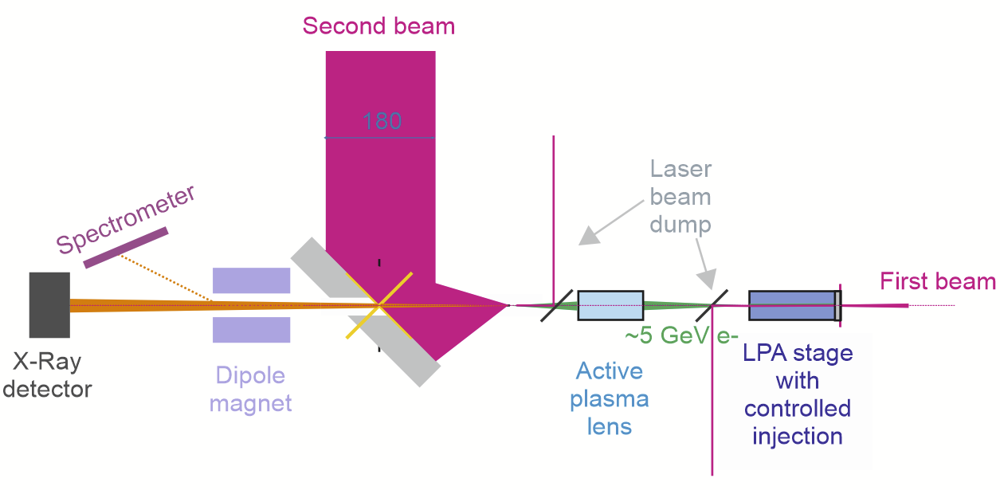 Second beam
180
Laser
beam
dump
Spectrometer
First beam
~5 GeV e-
X-Ray
detector
Dipole
magnet
Active
plasma
lens
LPA stage
with
controlled
injection